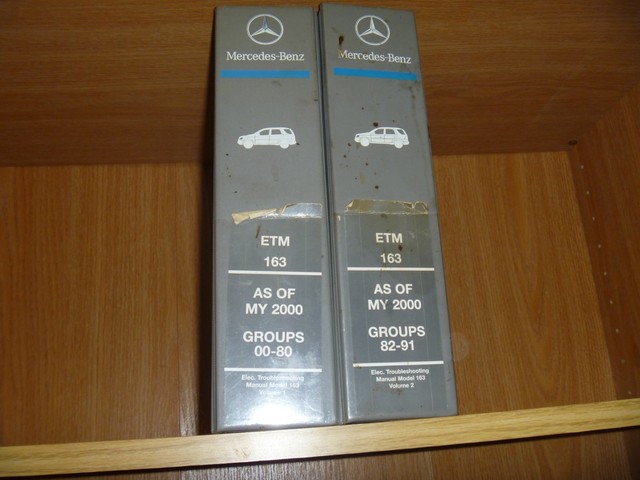 Mercedes-Benz
ETM
163
AS OF
MY 2000
GROUPS
00-80
Elec. Troubleshooting
Manual Model 163
Volume 1
Mercedes-Benz
ETM
163
AS OF
MY 2000
GROUPS
82-91
Elec. Troubleshooting
Manual Model 163
Volume 2